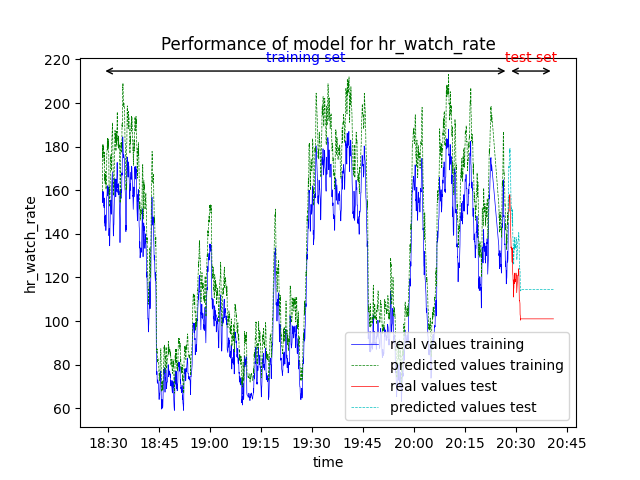 Performance of model for hr_watch_rate
training set
test set
220
200
180
160
140
120
100
80
60
hr_watch_rate
real values training
predicted values training
real values test
predicted values test
18:30 18:45 19:00 19:15 19:30 19:45 20:00 20:15 20:30 20:45
time